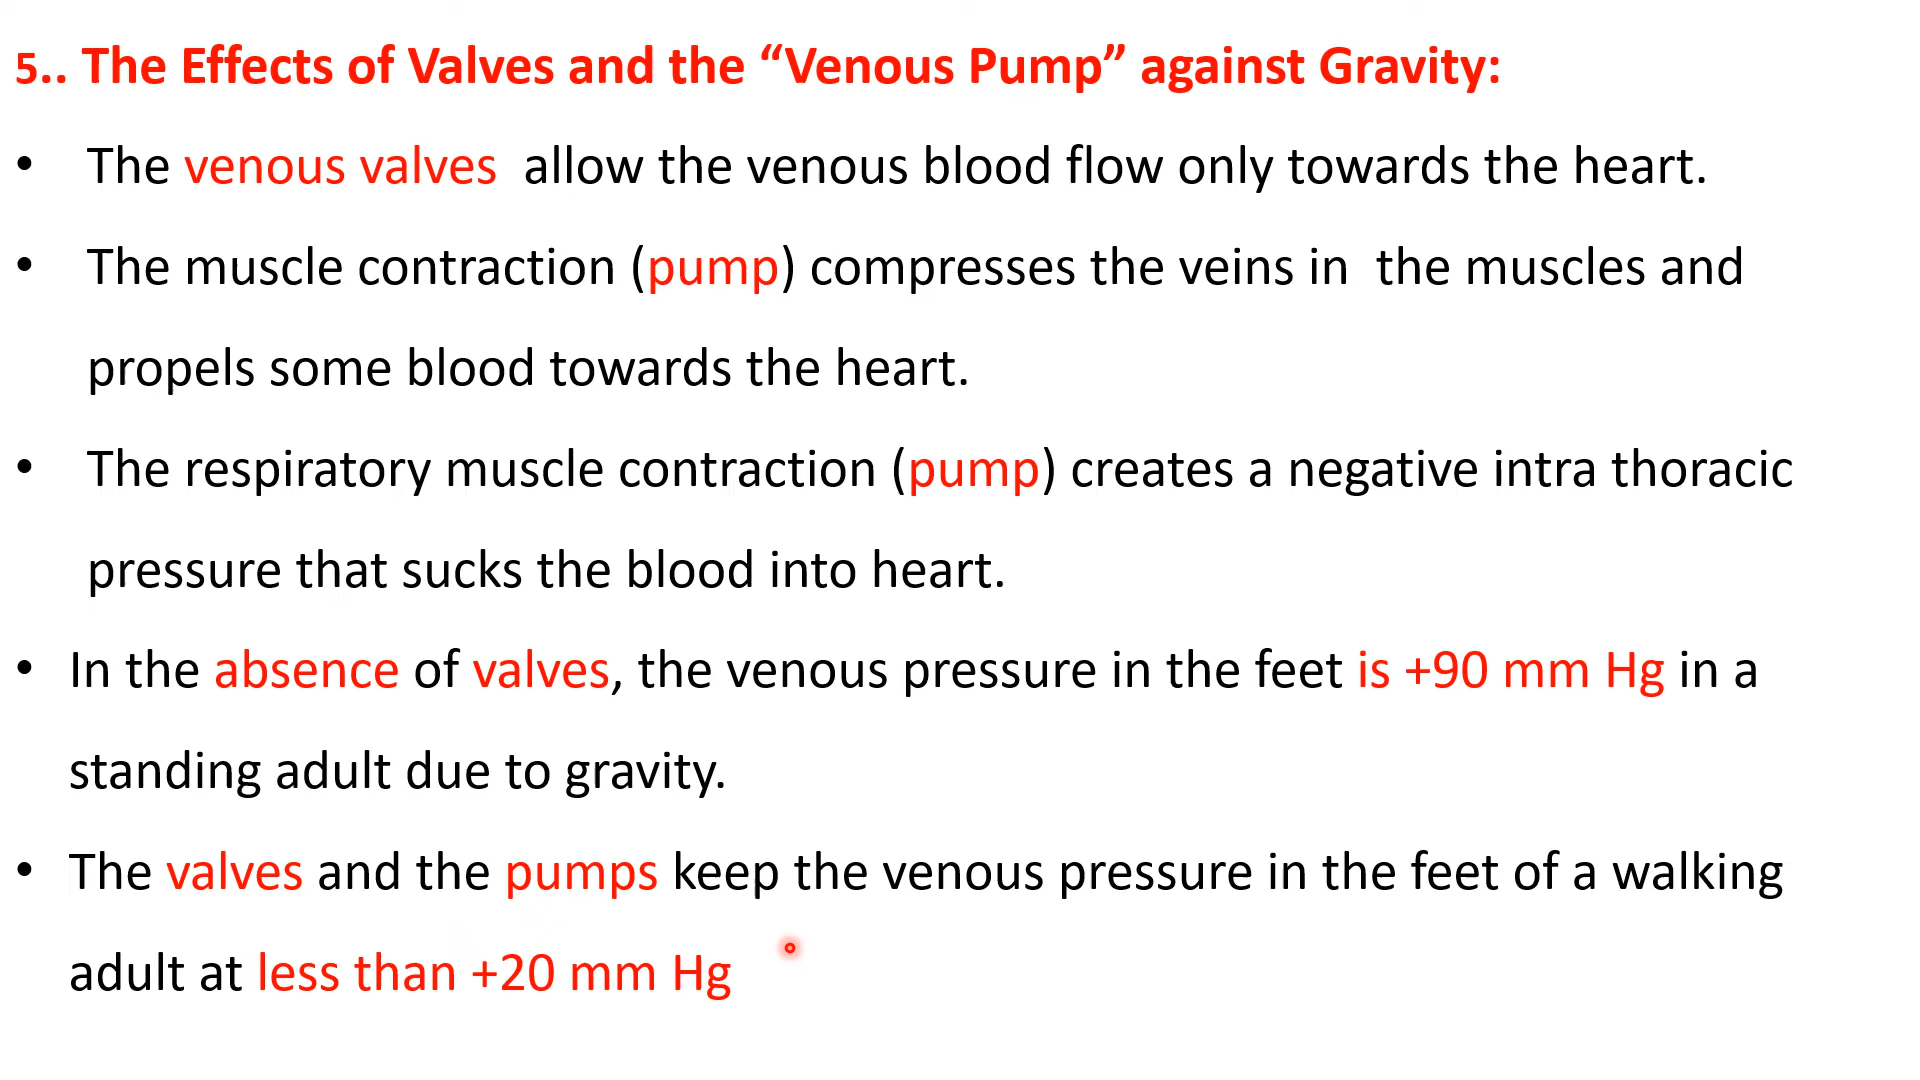 5.. The Effects of Valves and the “Venous Pump” against Gravity:
• The venous valves allow the venous blood flow only towards the heart.
• The muscle contraction (pump) compresses the veins in the muscles and
propels some blood towards the heart.
• The respiratory muscle contraction (pump) creates a negative intra thoracic
pressure that sucks the blood into heart.
• In the absence of valves, the venous pressure in the feet is +90 mm Hg in a
standing adult due to gravity.
• The valves and the pumps keep the venous pressure in the feet of a walking
adult at less than +20 mm Hg